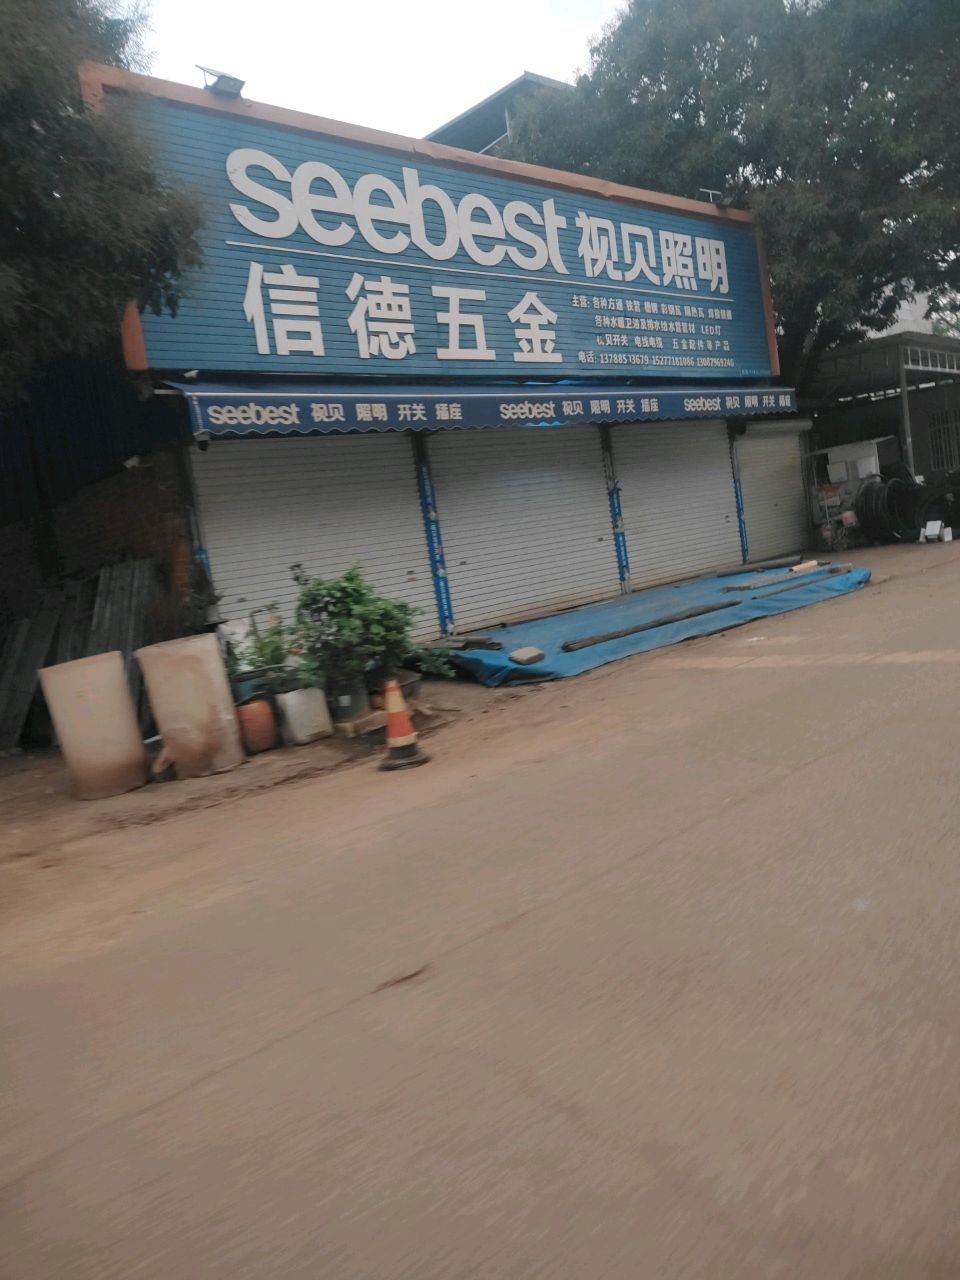 seebest 视贝照明
信德五金
主营: 各种方通 铁管 槽钢 彩钢瓦 隔热瓦
各种水暖卫浴及排水给水管管材 LED灯
贝开关 电线电缆 五金配件等产品
电话: 15277181086 13087969240
seebest 视贝 照明 开关 插座 seebest 视贝 照明 开关 插座 seebest 视贝 照明 开关 插座